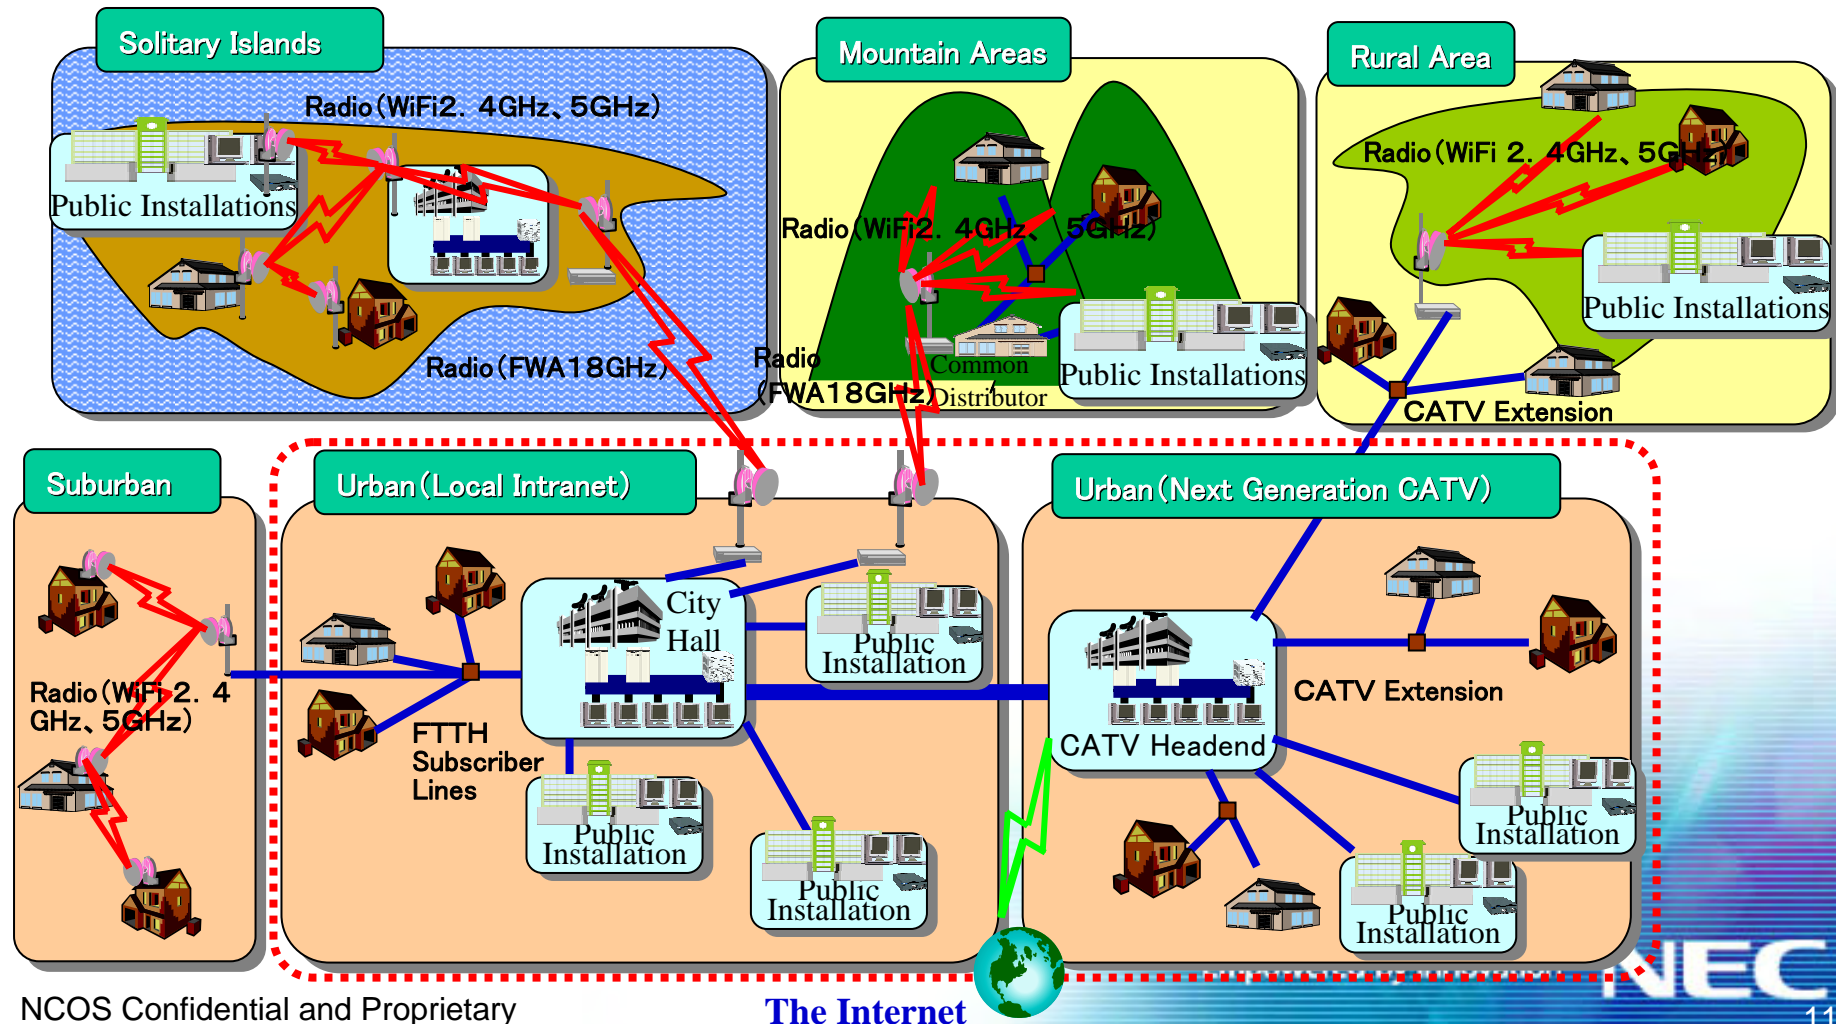 Solitary Islands
Mountain Areas
Rural Area
Radio(WiFi2. 4GHz、5GHz)
Public Installations
Radio(FWA18GHz)
Radio(WiFi2. 4GHz、 5GHz)
Radio
(FWA18GHz)
Common
Distributor
Public Installations
Radio(WiFi 2. 4GHz、5GHz)
Public Installations
CATV Extension
Suburban
Urban(Local Intranet)
Urban(Next Generation CATV)
Radio(WiFi 2. 4
GHz、5GHz)
City
Hall
Public
Installation
FTTH
Subscriber
Lines
Public
Installation
Public
Installation
CATV Headend
CATV Extension
Public
Installation
Public
Installation
The Internet
NCOS Confidential and Proprietary
NEC
11